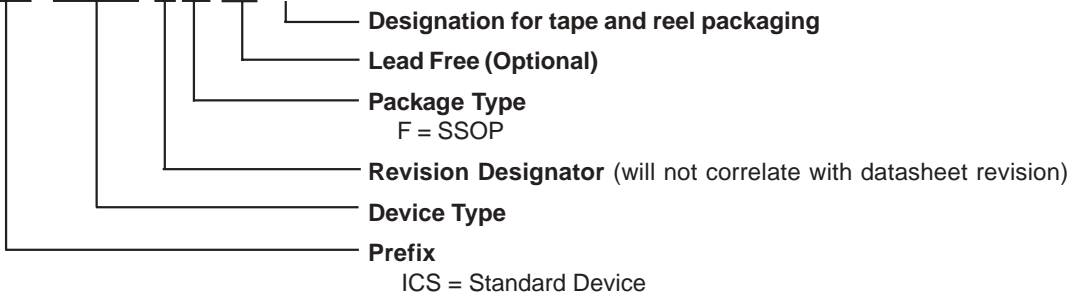 Designation for tape and reel packaging
Lead Free (Optional)
Package Type
F = SSOP
Revision Designator (will not correlate with datasheet revision)
Device Type
Prefix
ICS = Standard Device